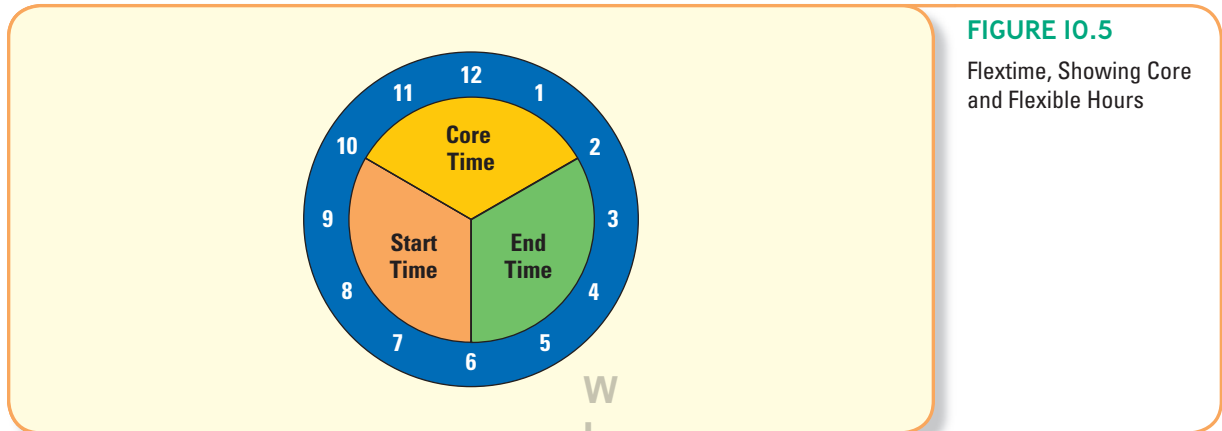 FIGURE 10.5
Flextime, Showing Core
and Flexible Hours
12
1
2
3
4
5
6
7
8
9
10
11
Core
Time
Start
Time
End
Time
W